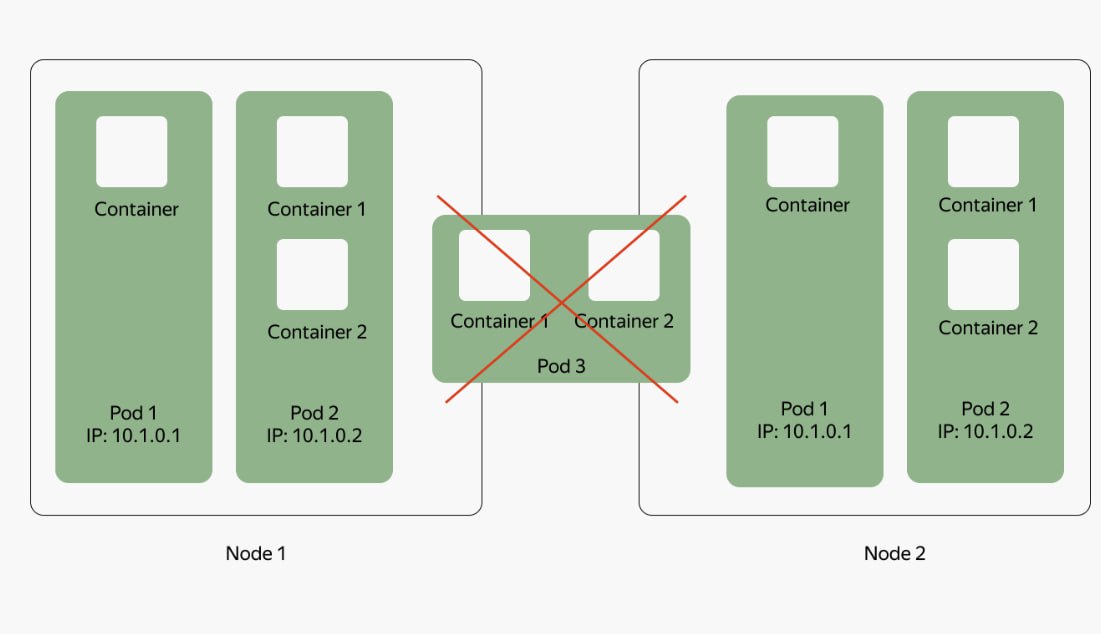 Container
Pod 1
IP: 10.1.0.1
Container 1
Container 2
Pod 2
IP: 10.1.0.2
Node 1
Container 1
Container 2
Pod 3
Container
Pod 1
IP: 10.1.0.1
Container 1
Container 2
Pod 2
IP: 10.1.0.2
Node 2